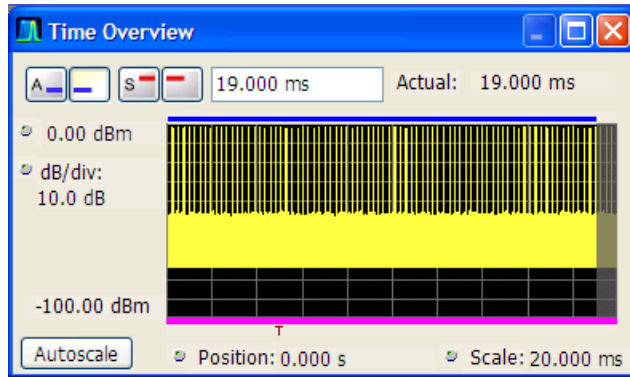 Time Overview
A S 19.000 ms Actual: 19.000 ms
0.00 dBm
dB/div:
10.0 dB
-100.00 dBm
T
Autoscale Position: 0.000 s Scale: 20.000 ms